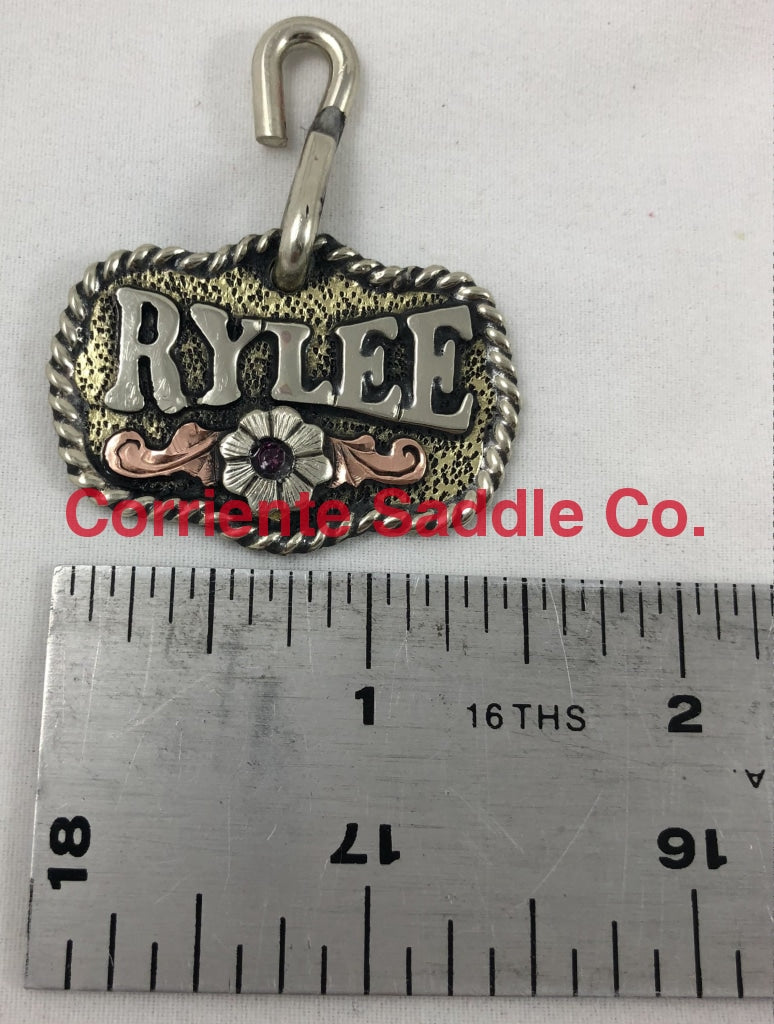 RYLEE
Corriente Saddle Co.
1 16THS 2
A
18 17 16